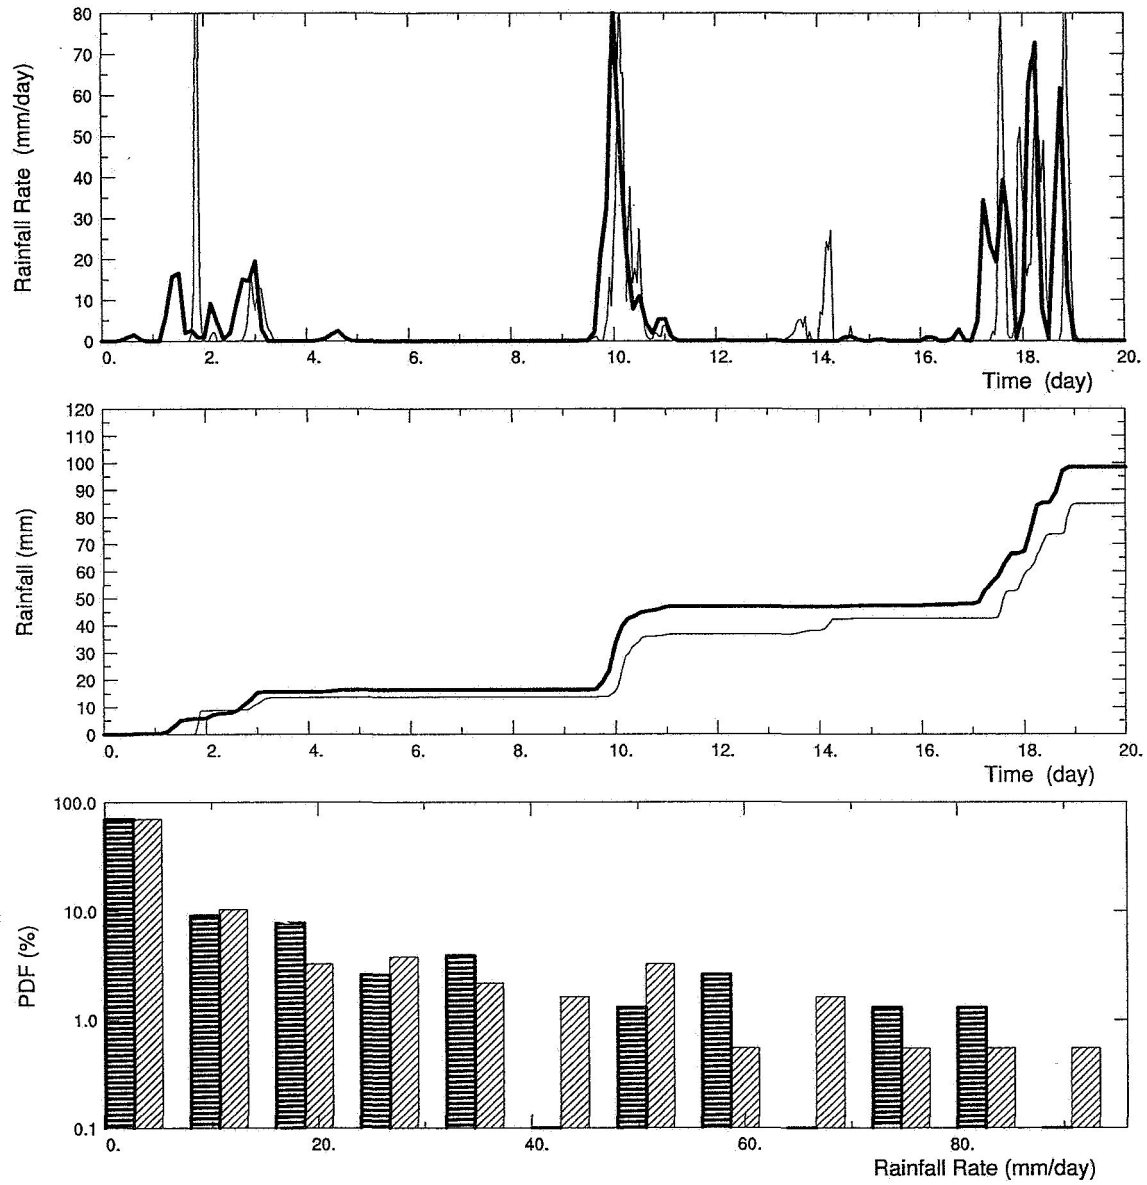 80
70
60
50
40
30
20
10
0
Rainfall Rate (mm/day)
0. 2. 4. 6. 8. 10. 12. 14. 16. 18. 20.
Time (day)
120
110
100
90
80
70
60
50
40
30
20
10
0
Rainfall (mm)
0. 2. 4. 6. 8. 10. 12. 14. 16. 18. 20.
Time (day)
100.0
10.0
1.0
0.1
PDF (%)
0. 20. 40. 60. 80.
Rainfall Rate (mm/day)